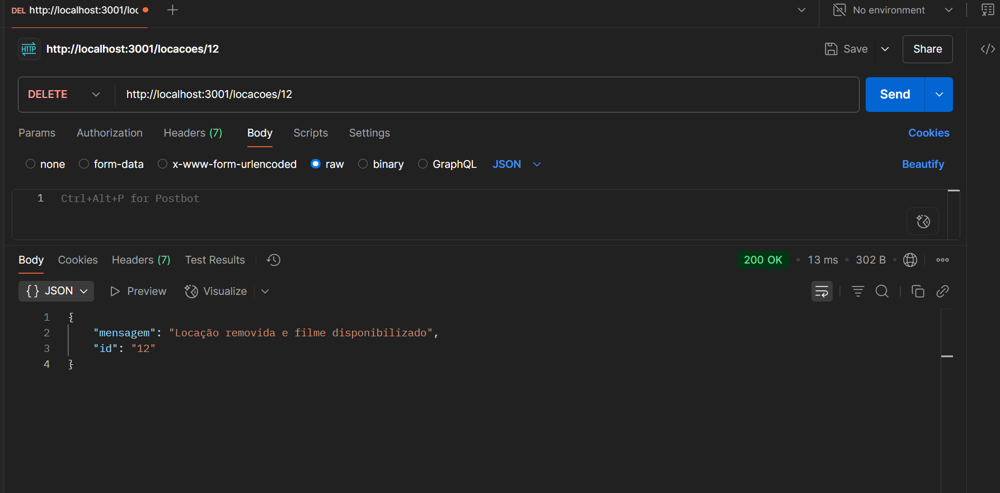 DEL http://localhost:3001/loc
No environment
HTTP http://localhost:3001/locacoes/12
Save
Share
DELETE http://localhost:3001/locacoes/12
Send
Params Authorization Headers (7) Body Scripts Settings
Cookies
none form-data x-www-form-urlencoded raw binary GraphQL JSON
Beautify
1 Ctrl+Alt+P for Postbot
Body Cookies Headers (7) Test Results
200 OK • 13 ms • 302 B •
{} JSON Preview Visualize
1 {
2 "mensagem": "Locação removida e filme disponibilizado",
3 "id": "12"
4 }